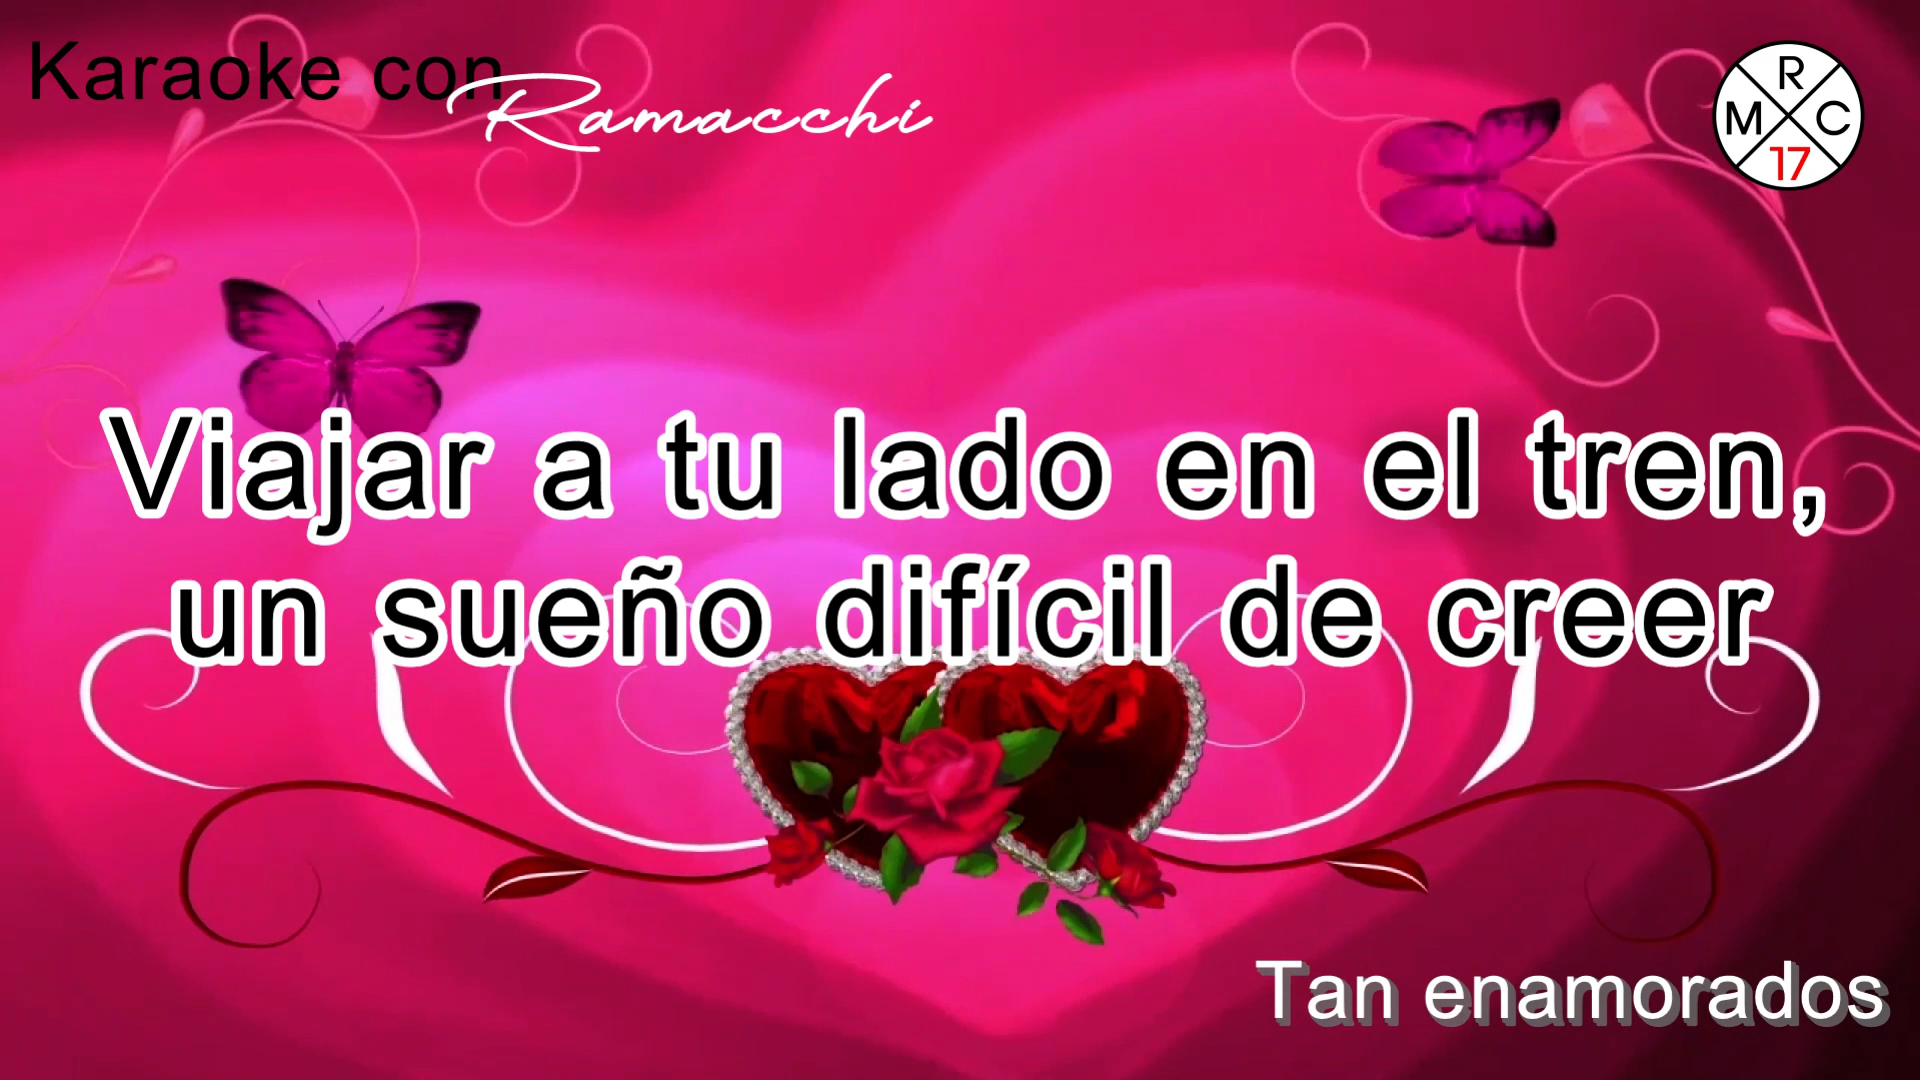 Karaoke con Ramacchi
R
M C
17
Viajar a tu lado en el tren,
un sueño difícil de creer
Tan enamorados